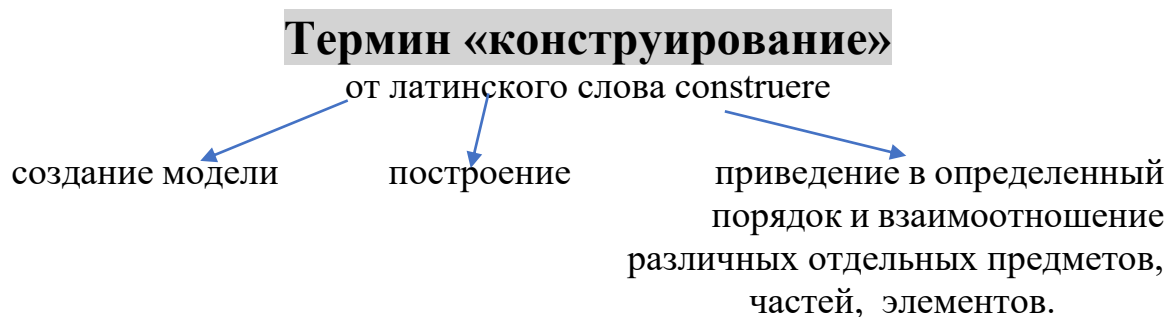 Термин «конструирование»
от латинского слова construere
создание модели
построение
приведение в определенный
порядок и взаимоотношение
различных отдельных предметов,
частей, элементов.